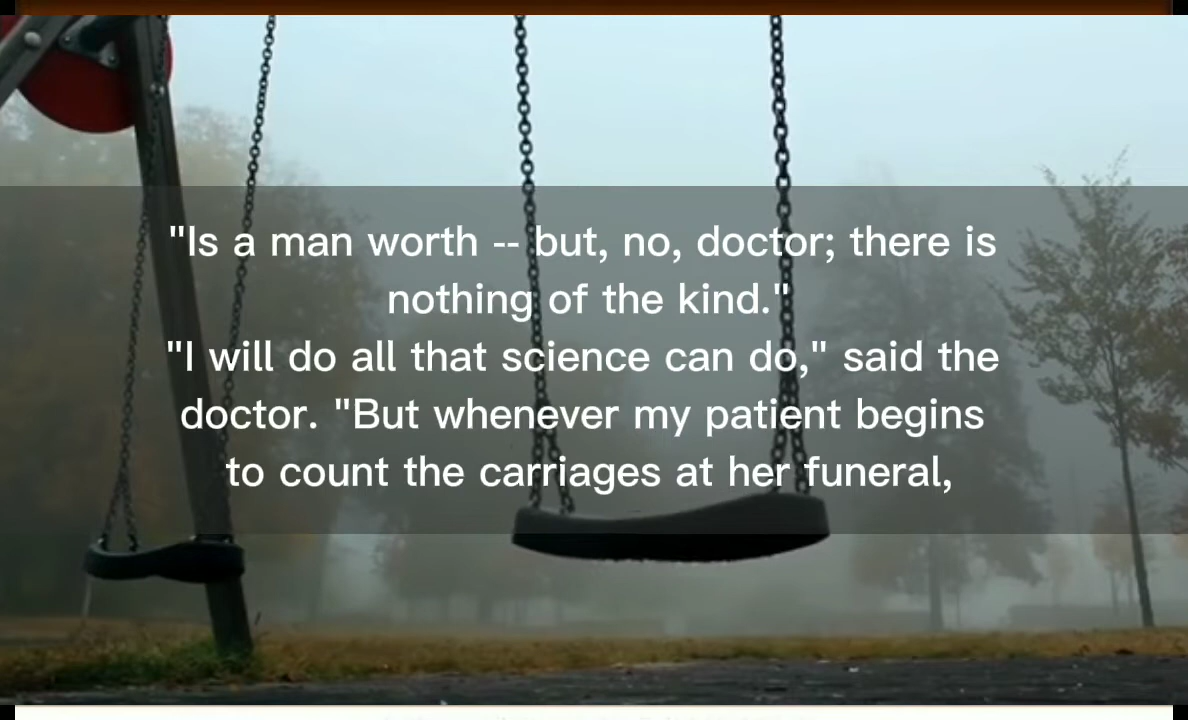 "Is a man worth -- but, no, doctor; there is
nothing of the kind."
"I will do all that science can do," said the
doctor. "But whenever my patient begins
to count the carriages at her funeral,